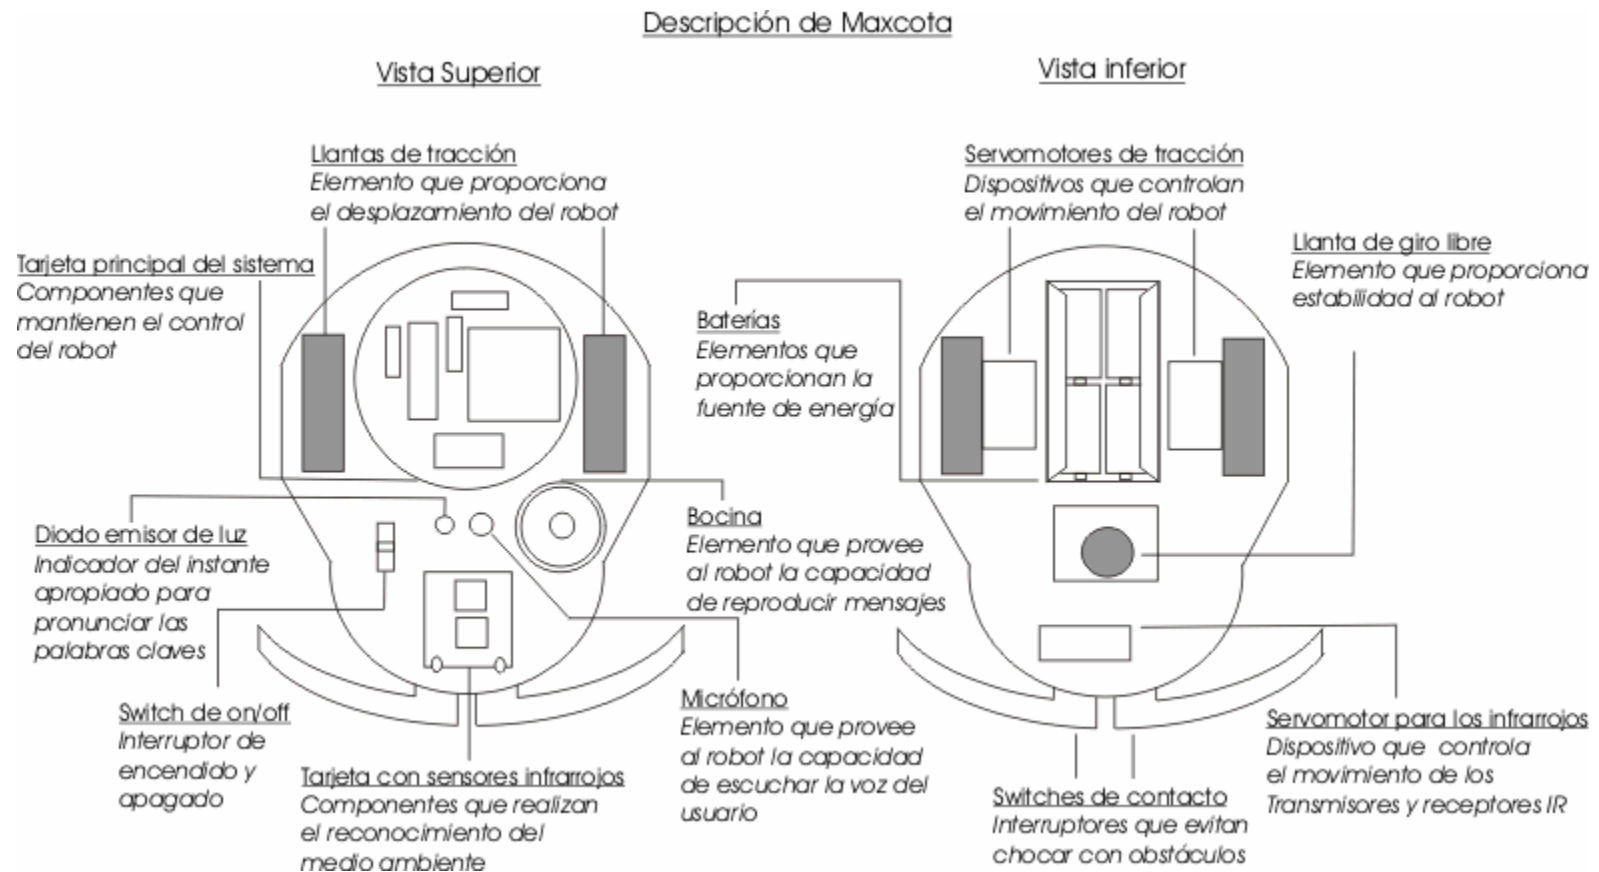 Descripción de Maxcota
Vista Superior
Vista inferior
Llantas de tracción
Elemento que proporciona
el desplazamiento del robot
Servomotores de tracción
Dispositivos que controlan
el movimiento del robot
Llanta de giro libre
Elemento que proporciona
estabilidad al robot
Tarjeta principal del sistema
Componentes que
mantienen el control
del robot
Baterías
Elementos que
proporcionan la
fuente de energía
Diodo emisor de luz
Indicador del instante
apropiado para
pronunciar las
palabras claves
Bocina
Elemento que provee
al robot la capacidad
de reproducir mensajes
Switch de on/off
Interruptor de
encendido y
apagado
Tarjeta con sensores infrarrojos
Componentes que realizan
el reconocimiento del
medio ambiente
Micrófono
Elemento que provee
al robot la capacidad
de escuchar la voz del
usuario
Switches de contacto
Interruptores que evitan
chocar con obstáculos
Servomotor para los infrarrojos
Dispositivo que controla
el movimiento de los
Transmisores y receptores IR